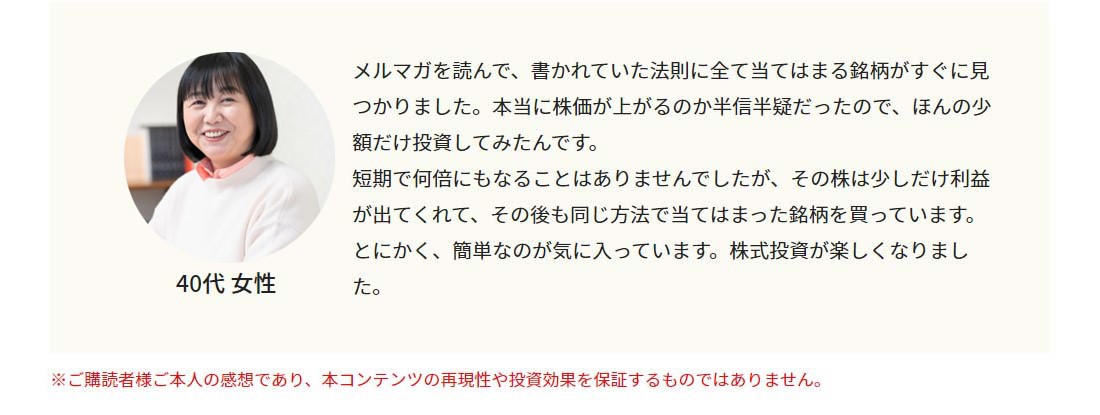 メルマガを読んで、書かれていた法則に全て当てはまる銘柄がすぐに見
つかりました。本当に株価が上がるのか半信半疑だったので、ほんの少
額だけ投資してみたんです。
短期で何倍にもなることはありませんでしたが、その株は少しだけ利益
が出てくれて、その後も同じ方法で当てはまった銘柄を買っています。
とにかく、簡単なのが気に入っています。株式投資が楽しくなりまし
た。
40代 女性
※ご購読者様ご本人の感想であり、本コンテンツの再現性や投資効果を保証するものではありません。